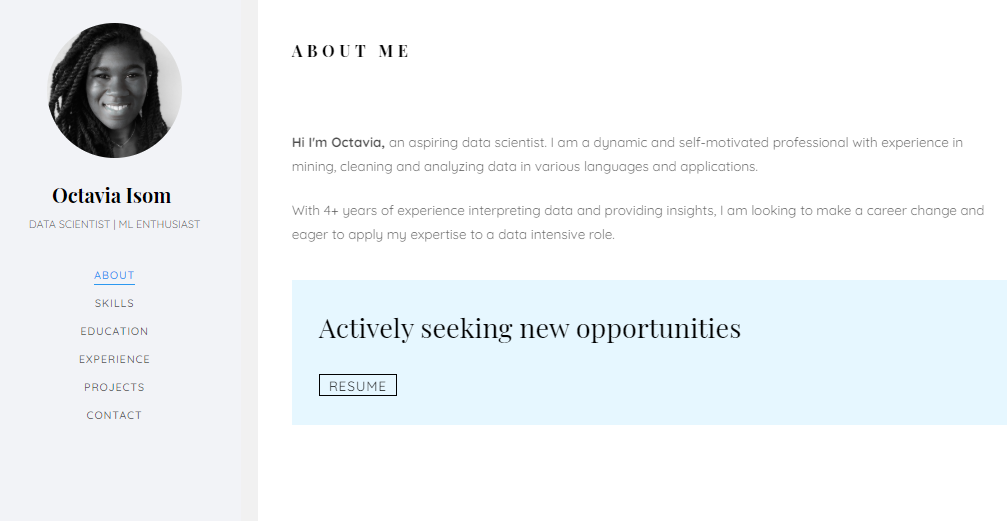 Octavia Isom
DATA SCIENTIST | ML ENTHUSIAST
ABOUT
SKILLS
EDUCATION
EXPERIENCE
PROJECTS
CONTACT
ABOUT ME
Hi I'm Octavia, an aspiring data scientist. I am a dynamic and self-motivated professional with experience in
mining, cleaning and analyzing data in various languages and applications.
With 4+ years of experience interpreting data and providing insights, I am looking to make a career change and
eager to apply my expertise to a data intensive role.
Actively seeking new opportunities
RESUME